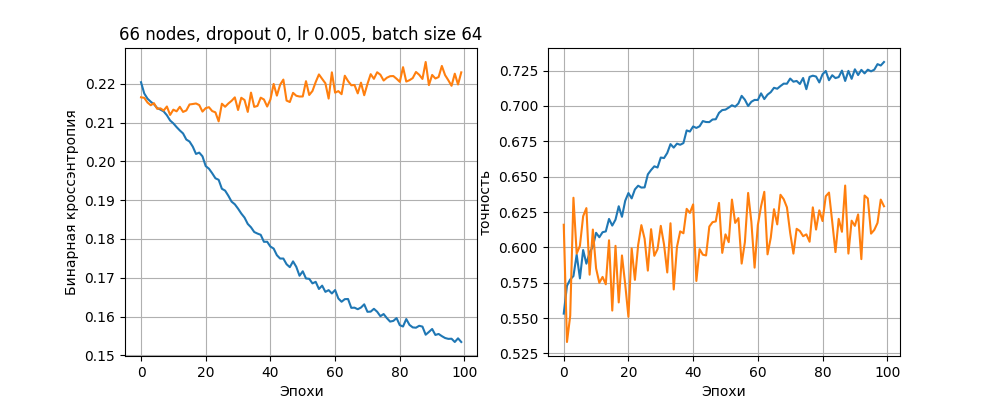 66 nodes, dropout 0, lr 0.005, batch size 64
Бинарная кроссэнтропия
0.22
0.21
0.20
0.19
0.18
0.17
0.16
0.15
0 20 40 60 80 100
Эпохи
точность
0.725
0.700
0.675
0.650
0.625
0.600
0.575
0.550
0.525
0 20 40 60 80 100
Эпохи